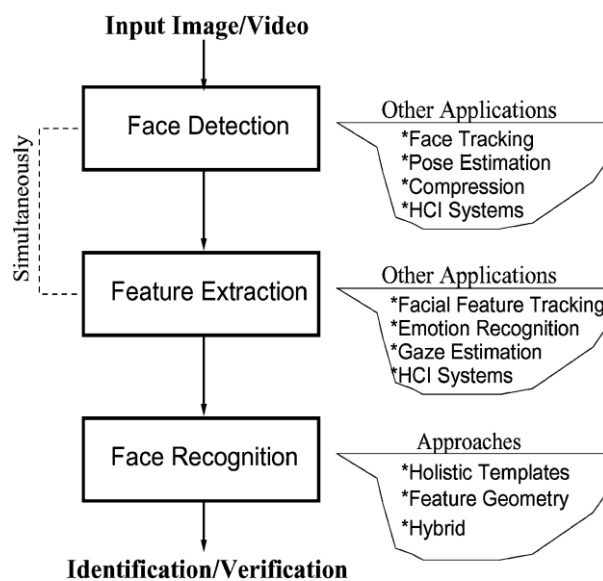 Input Image/Video
Face Detection
Other Applications
*Face Tracking
*Pose Estimation
*Compression
*HCI Systems
Simultaneously
Feature Extraction
Other Applications
*Facial Feature Tracking
*Emotion Recognition
*Gaze Estimation
*HCI Systems
Face Recognition
Approaches
*Holistic Templates
*Feature Geometry
*Hybrid
Identification/Verification